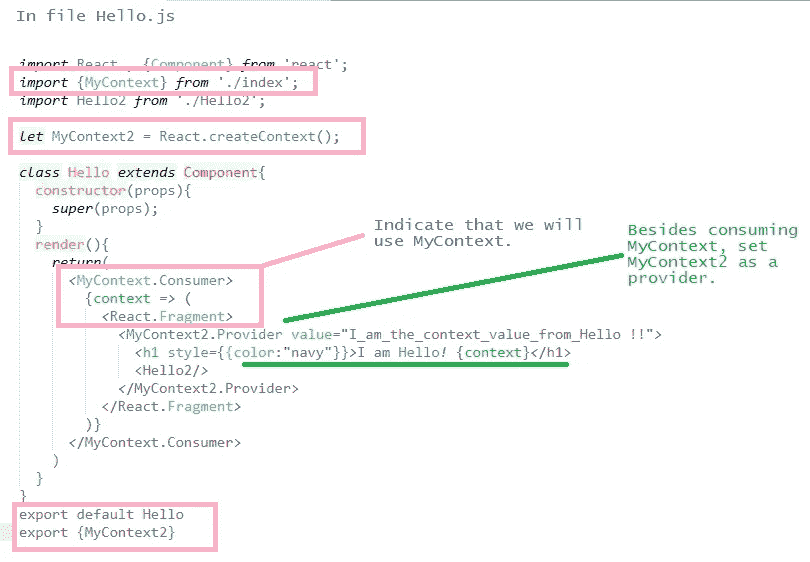 In file Hello.js
import React , {Component} from 'react';
import {MyContext} from './index';
import Hello2 from './Hello2';
let MyContext2 = React.createContext();
class Hello extends Component{
constructor(props){
super(props);
}
render(){
return(
<MyContext.Consumer>
{context => (
<React.Fragment>
<MyContext2.Provider value="I_am_the_context_value_from_Hello !!">
<h1 style={{color:"navy"}}>I am Hello! {context}</h1>
<Hello2/>
</MyContext2.Provider>
</React.Fragment>
)}
</MyContext.Consumer>
)
}
}
export default Hello
export {MyContext2}
Indicate that we will
use MyContext.
Besides consuming
MyContext, set
MyContext2 as a
provider.